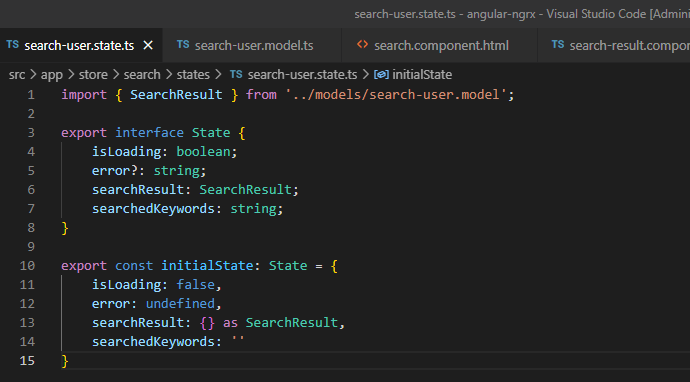 search-user.state.ts - angular-ngrx - Visual Studio Code [Admi
TS search-user.state.ts × TS search-user.model.ts <> search.component.html TS search-result.compo
src > app > store > search > states > TS search-user.state.ts > initialState
1 import { SearchResult } from '../models/search-user.model';
2
3 export interface State {
4 isLoading: boolean;
5 error?: string;
6 searchResult: SearchResult;
7 searchedKeywords: string;
8 }
9
10 export const initialState: State = {
11 isLoading: false,
12 error: undefined,
13 searchResult: {} as SearchResult,
14 searchedKeywords: ''
15 }